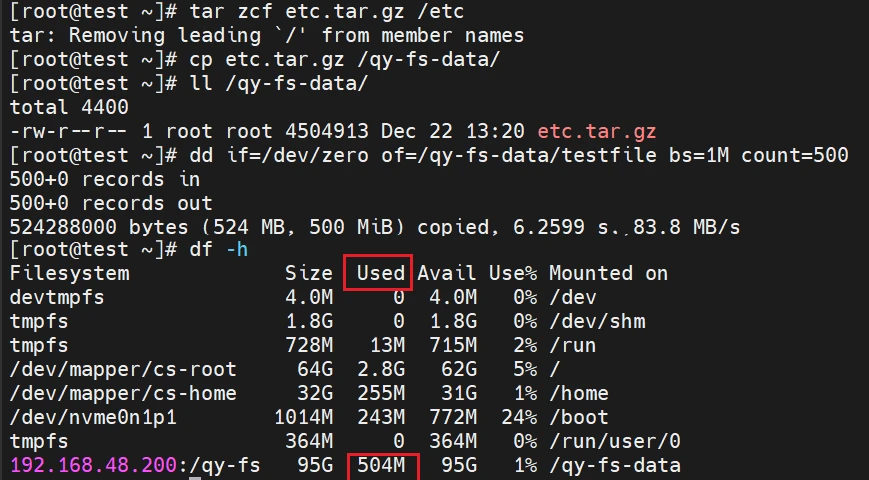 [root@test ~]# tar zcf etc.tar.gz /etc
tar: Removing leading `/' from member names
[root@test ~]# cp etc.tar.gz /qy-fs-data/
[root@test ~]# ll /qy-fs-data/
total 4400
-rw-r--r-- 1 root root 4504913 Dec 22 13:20 etc.tar.gz
[root@test ~]# dd if=/dev/zero of=/qy-fs-data/testfile bs=1M count=500
500+0 records in
500+0 records out
524288000 bytes (524 MB, 500 MiB) copied, 6.2599 s, 83.8 MB/s
[root@test ~]# df -h
Filesystem Size Used Avail Use% Mounted on
devtmpfs 4.0M 0 4.0M 0% /dev
tmpfs 1.8G 0 1.8G 0% /dev/shm
tmpfs 728M 13M 715M 2% /run
/dev/mapper/cs-root 64G 2.8G 62G 5% /
/dev/mapper/cs-home 32G 255M 31G 1% /home
/dev/nvme0n1p1 1014M 243M 772M 24% /boot
tmpfs 364M 0 364M 0% /run/user/0
192.168.48.200:/qy-fs 95G 504M 95G 1% /qy-fs-data